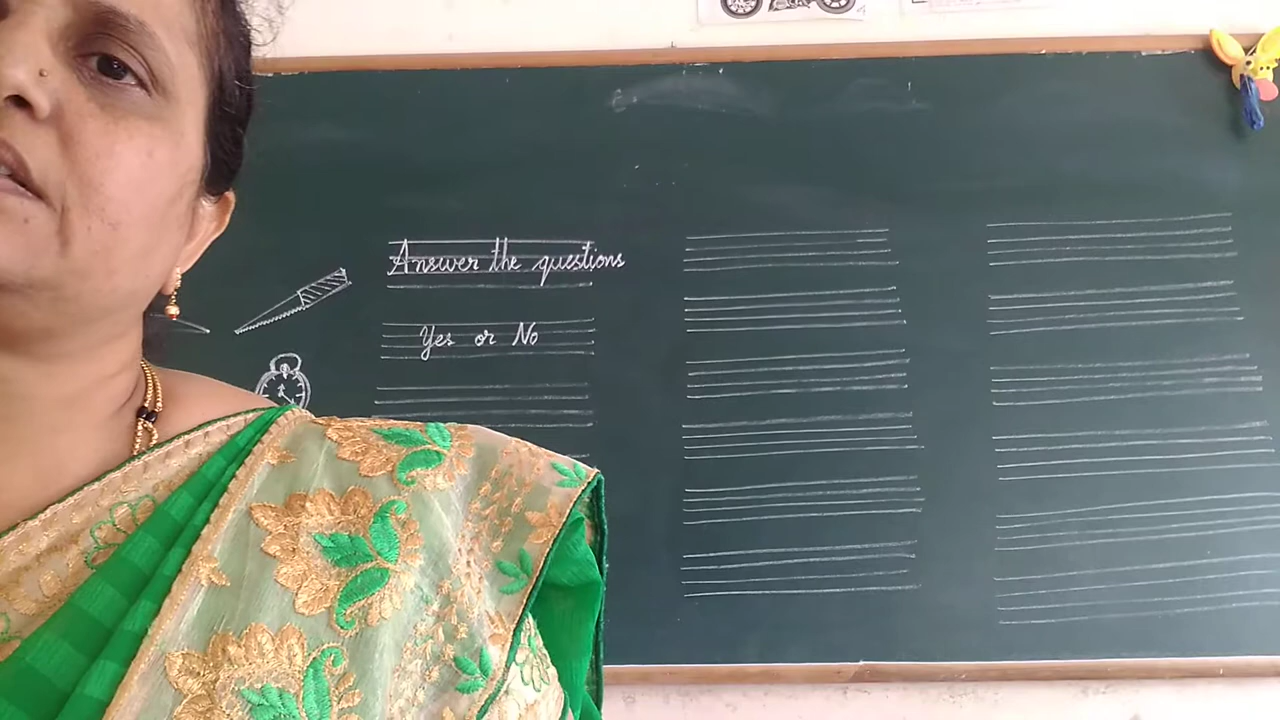 Answer the questions
Yes or No